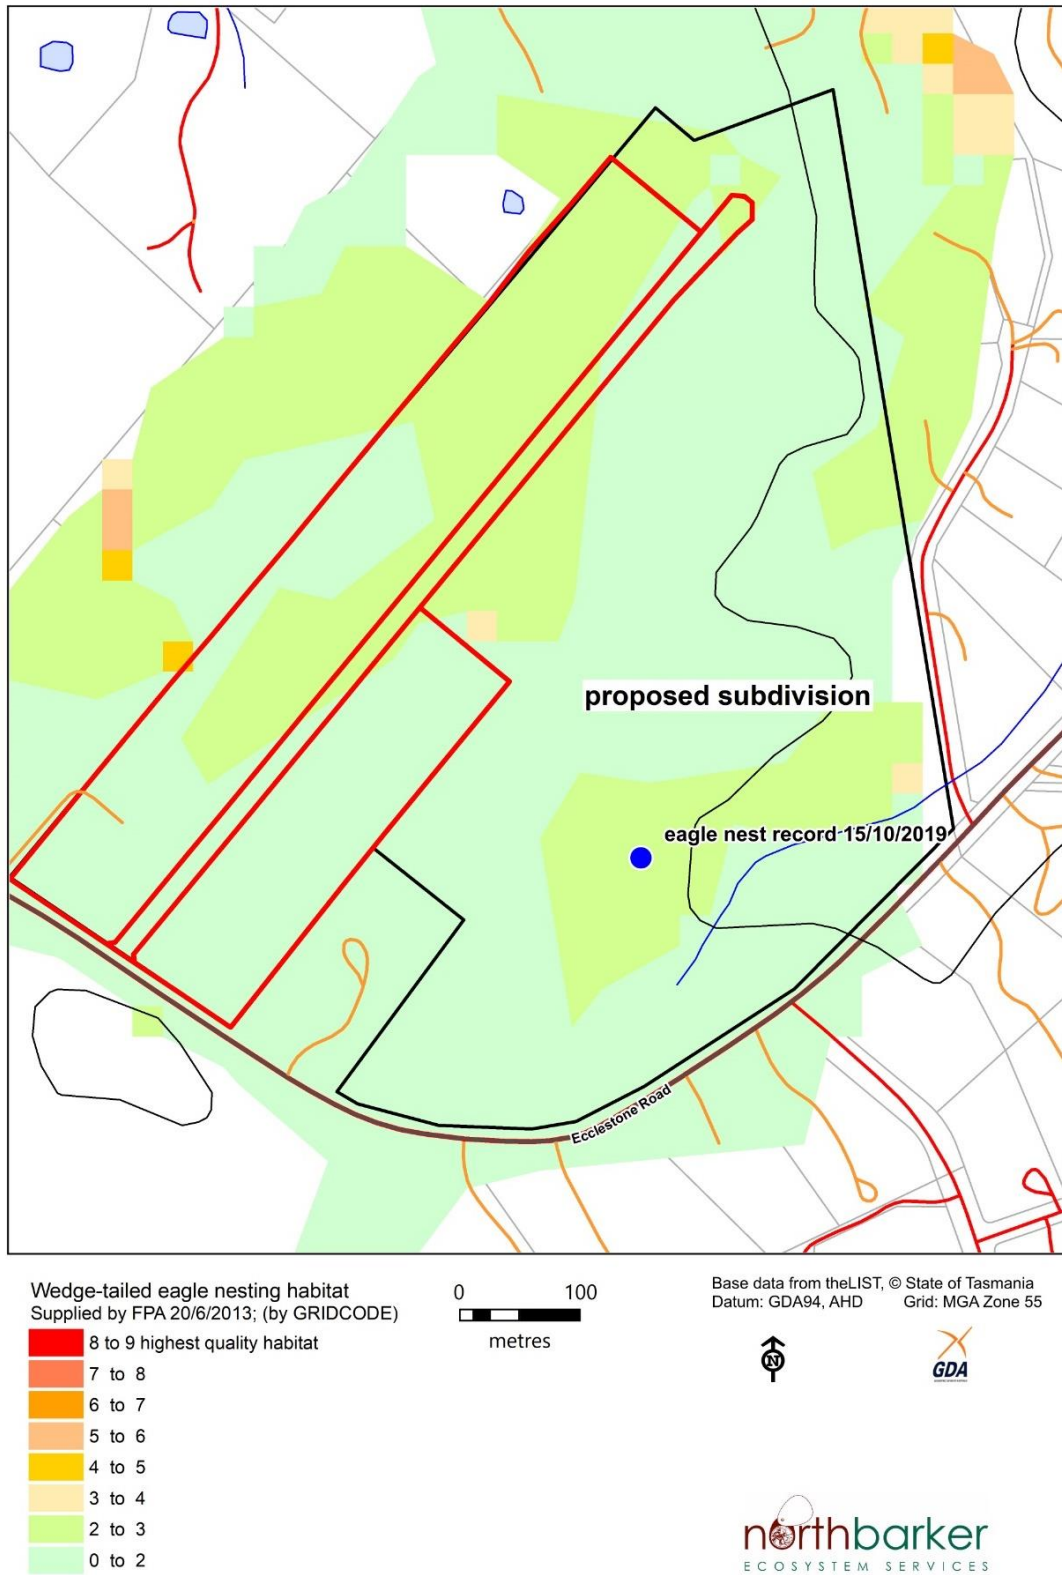 proposed subdivision
eagle nest record 15/10/2019
Ecclestone Road
Wedge-tailed eagle nesting habitat
Supplied by FPA 20/6/2013; (by GRIDCODE)
8 to 9 highest quality habitat
7 to 8
6 to 7
5 to 6
4 to 5
3 to 4
2 to 3
0 to 2
0 100
metres
Base data from theLIST, © State of Tasmania
Datum: GDA94, AHD Grid: MGA Zone 55
N
GDA
northbarker
ECOSYSTEM SERVICES